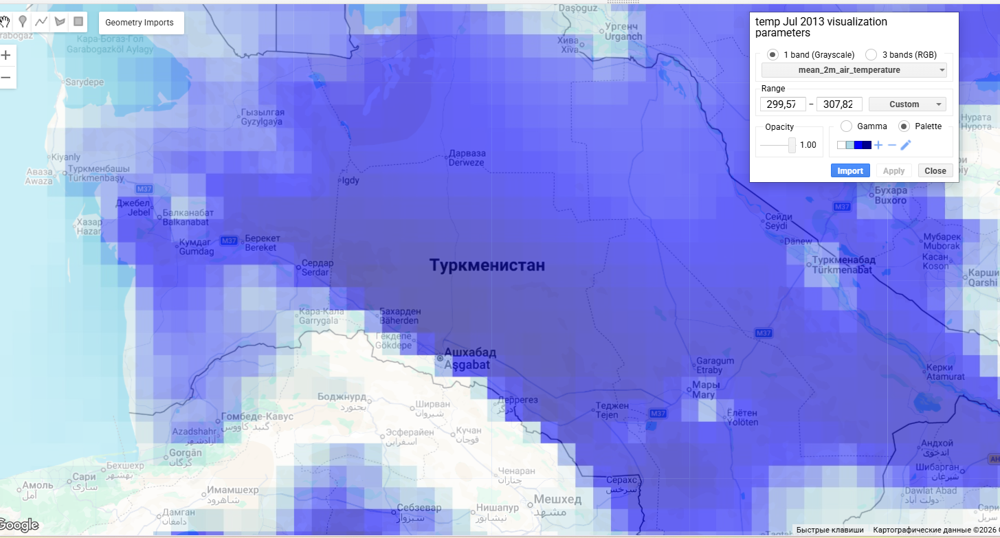 Geometry Imports
+
−
temp Jul 2013 visualization
parameters
1 band (Grayscale)
3 bands (RGB)
mean_2m_air_temperature
Range
299,57
–
307,82
Custom
Opacity
1.00
Gamma
Palette
Import
Apply
Close
Daşoguz
Ургенч
Urganch
Хива
Xiva
Кара-Богаз-Гол
Garabogazköl Aylagy
Sarydepe
Гызылгая
Gyzylgaýa
Kiyanly
Туркменбашы
Türkmenbaşy
Аваза
Awaza
M37
Дарваза
Derweze
Igdy
Джебел
Jebel
Балканабат
Balkanabat
Хазар
Hazar
Кумдаг
Gumdag
M37
Берекет
Bereket
Сердар
Serdar
Туркменистан
Нурата
Нурота
Бухара
Buxoro
M37
Сейди
Seýdi
Dänew
Туркменабад
Türkmenabat
Мубарек
Muborak
Касан
Koson
Карши
Qarshi
Кара-Кала
Garrygala
Бахарден
Bäherden
Гёкдепе
Gökdepe
Ашхабад
Aşgabat
M37
Garagum
Etraby
Мары
Mary
Керки
Atamurat
Боджнурд
بجنورد
Ширван
شیروان
Деррегез
درگز
Теджен
Tejen
M37
Ёлётен
Ýolöten
Гомбеде-Кавус
گنبد کاووس
Azadshahr
آزادشهر
Эсферайен
اسفراین
Кучан
قوچان
Gorgān
گرگان
Бехшехр
بهشهر
Сари
ساری
Амоль
آمل
Имамшехр
شاهرود
Дамган
دامغان
Себзевар
سبزوار
Ченаран
چناران
Нишапур
نیشابور
Мешхед
مشهد
Серахс
سرخس
Андхой
اندخوی
Шибарган
شبرغان
AH
Dawlat Abad
دولت آباد
Google
Быстрые клавиши
Картографические данные ©2026